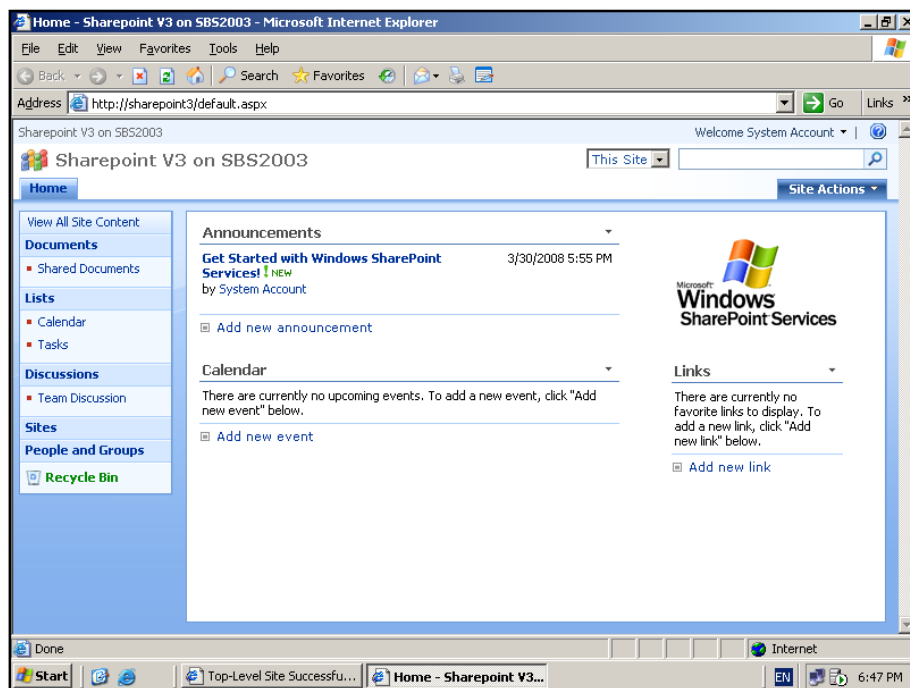 Home - Sharepoint V3 on SBS2003 - Microsoft Internet Explorer
File Edit View Favorites Tools Help
Back Search Favorites
Address http://sharepoint3/default.aspx Go Links »
Sharepoint V3 on SBS2003 Welcome System Account
Sharepoint V3 on SBS2003 This Site
Home Site Actions
View All Site Content
Documents
Shared Documents
Lists
Calendar
Tasks
Discussions
Team Discussion
Sites
People and Groups
Recycle Bin
Announcements
Get Started with Windows SharePoint 3/30/2008 5:55 PM
Services! ! NEW
by System Account
Add new announcement
Calendar
There are currently no upcoming events. To add a new event, click "Add
new event" below.
Add new event
Microsoft
Windows
SharePoint Services
Links
There are currently no
favorite links to display. To
add a new link, click "Add
new link" below.
Add new link
Done Internet
Start Top-Level Site Successfu... Home - Sharepoint V3... EN 6:47 PM